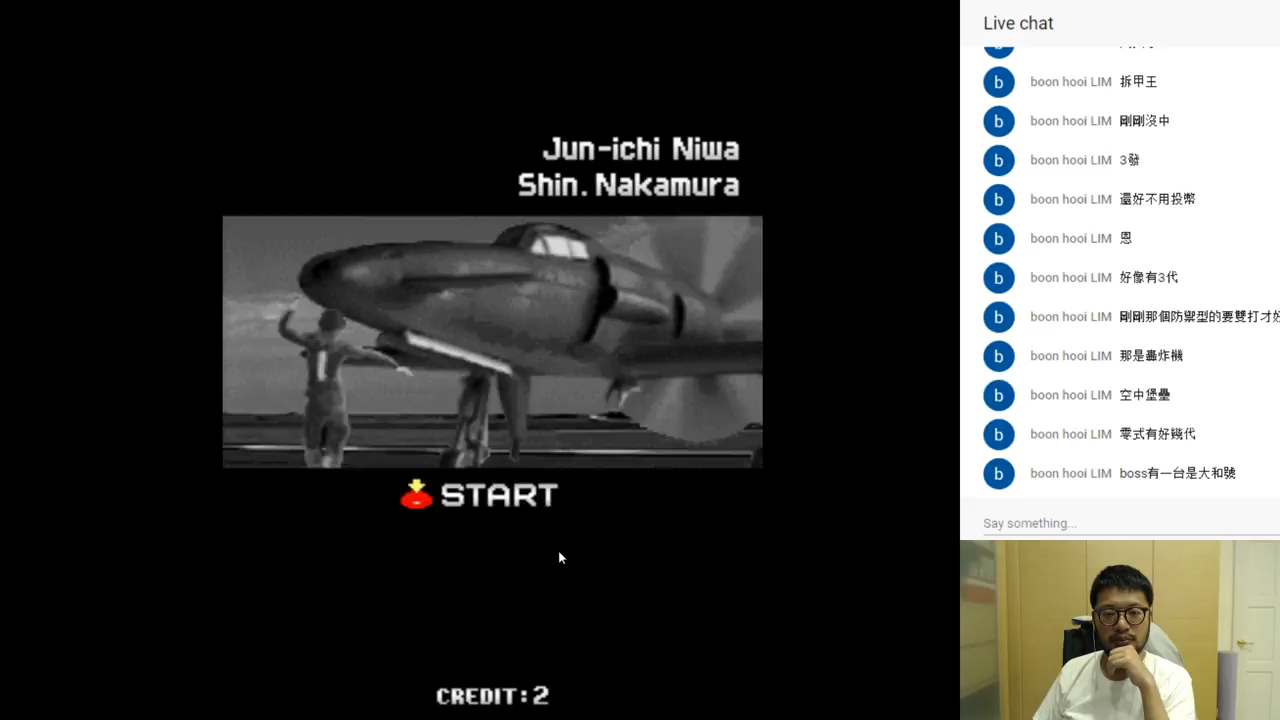 Jun-ichi Niwa
Shin. Nakamura
START
CREDIT:2
Live chat
b boon hooi LIM 拆甲王
b boon hooi LIM 剛剛沒中
b boon hooi LIM 3發
b boon hooi LIM 還好不用投幣
b boon hooi LIM 恩
b boon hooi LIM 好像有3代
b boon hooi LIM 剛剛那個防禦型的要雙打才好
b boon hooi LIM 那是轟炸機
b boon hooi LIM 空中堡壘
b boon hooi LIM 零式有好幾代
b boon hooi LIM boss有一台是大和號
Say something...